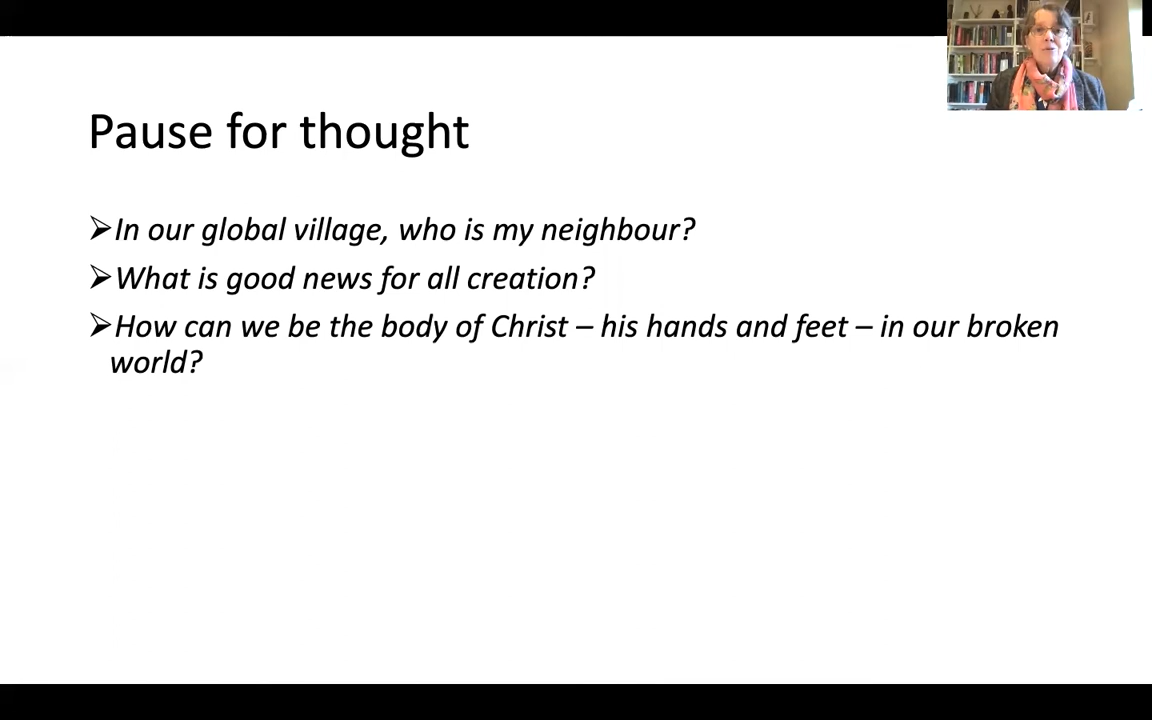 Pause for thought
➢In our global village, who is my neighbour?
➢What is good news for all creation?
➢How can we be the body of Christ – his hands and feet – in our broken
world?